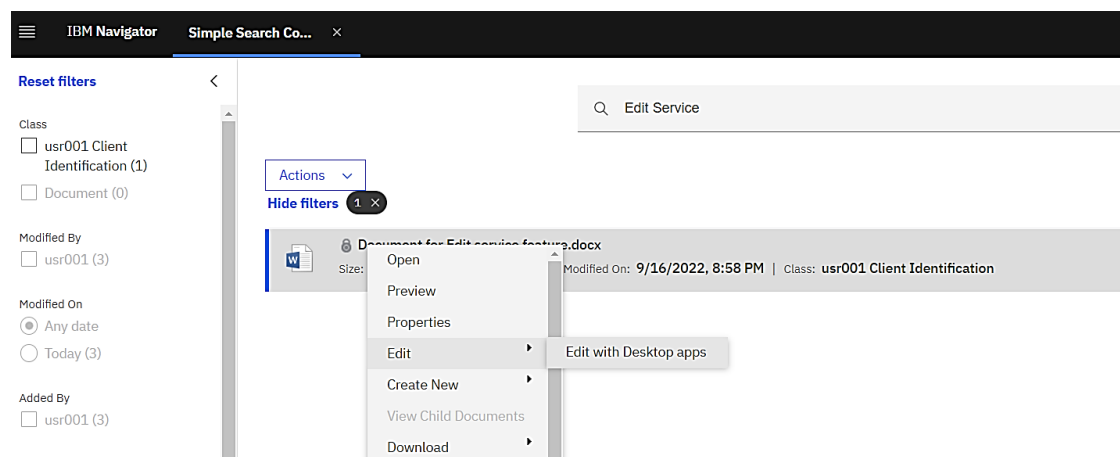 IBM Navigator
Simple Search Co...
Reset filters
Class
usr001 Client
Identification (1)
Document (0)
Modified By
usr001 (3)
Modified On
Any date
Today (3)
Added By
usr001 (3)
Edit Service
Actions
Hide filters 1
W
Document for Edit service feature.docx
Size: Modified On: 9/16/2022, 8:58 PM | Class: usr001 Client Identification
Open
Preview
Properties
Edit
Edit with Desktop apps
Create New
View Child Documents
Download